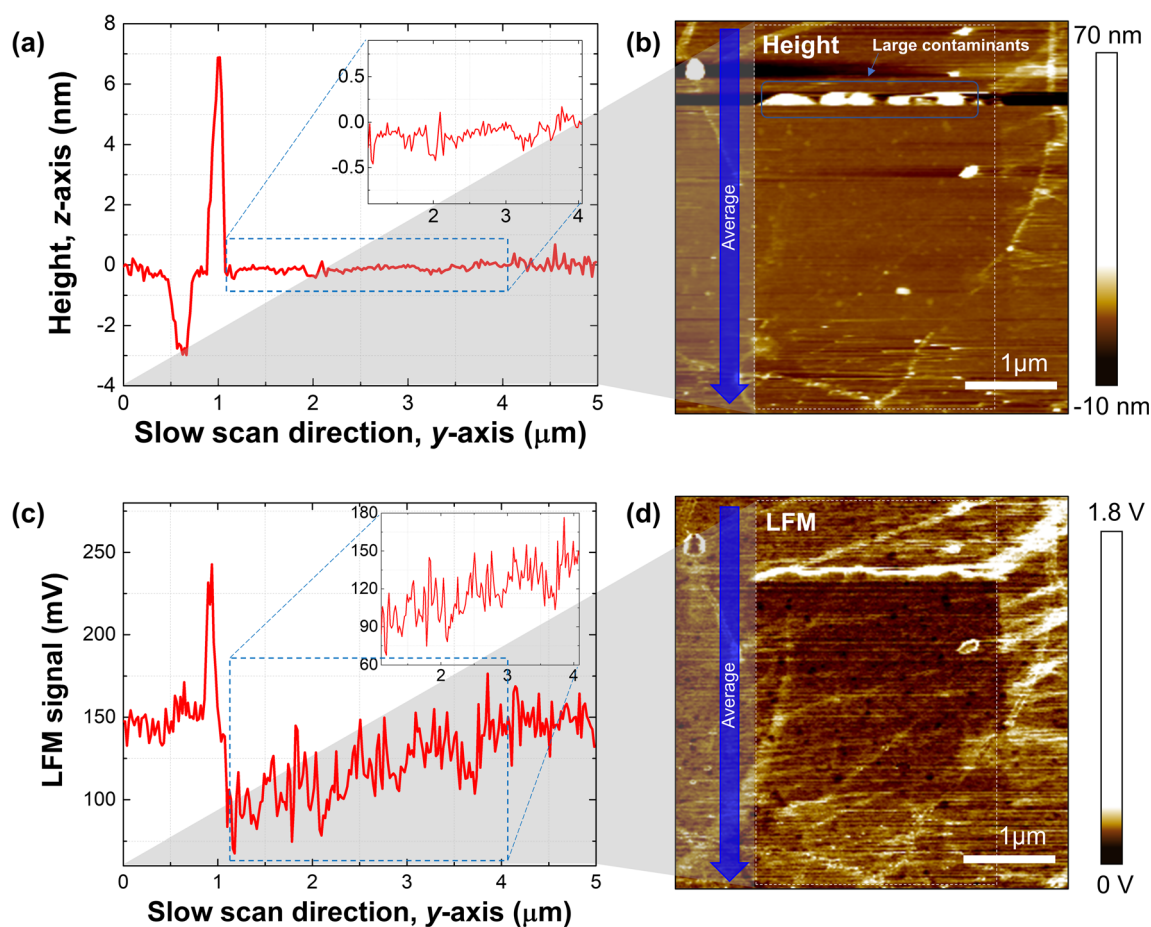 (a)
Height, z-axis (nm)
8
6
4
2
0
-2
-4
0 1 2 3 4 5
Slow scan direction, y-axis (μm)
0.5
0.0
-0.5
2 3 4
(b)
Height
Large contaminants
Average
1μm
70 nm
-10 nm
(c)
LFM signal (mV)
250
200
150
100
0 1 2 3 4 5
Slow scan direction, y-axis (μm)
180
150
120
90
60
2 3 4
(d)
LFM
Average
1μm
1.8 V
0 V